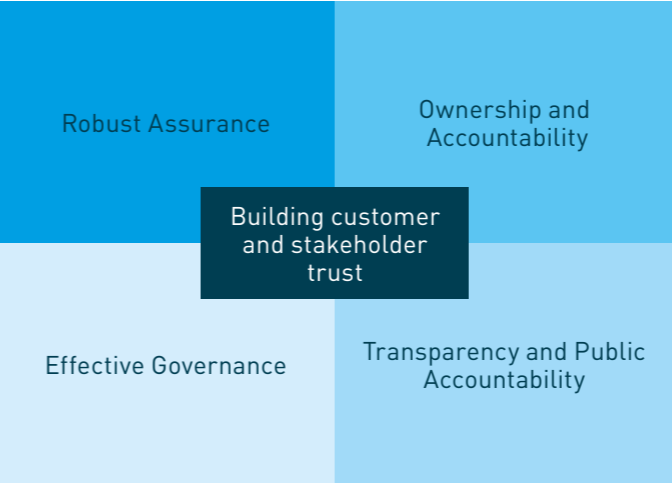 Robust Assurance
Ownership and
Accountability
Building customer
and stakeholder
trust
Effective Governance
Transparency and Public
Accountability